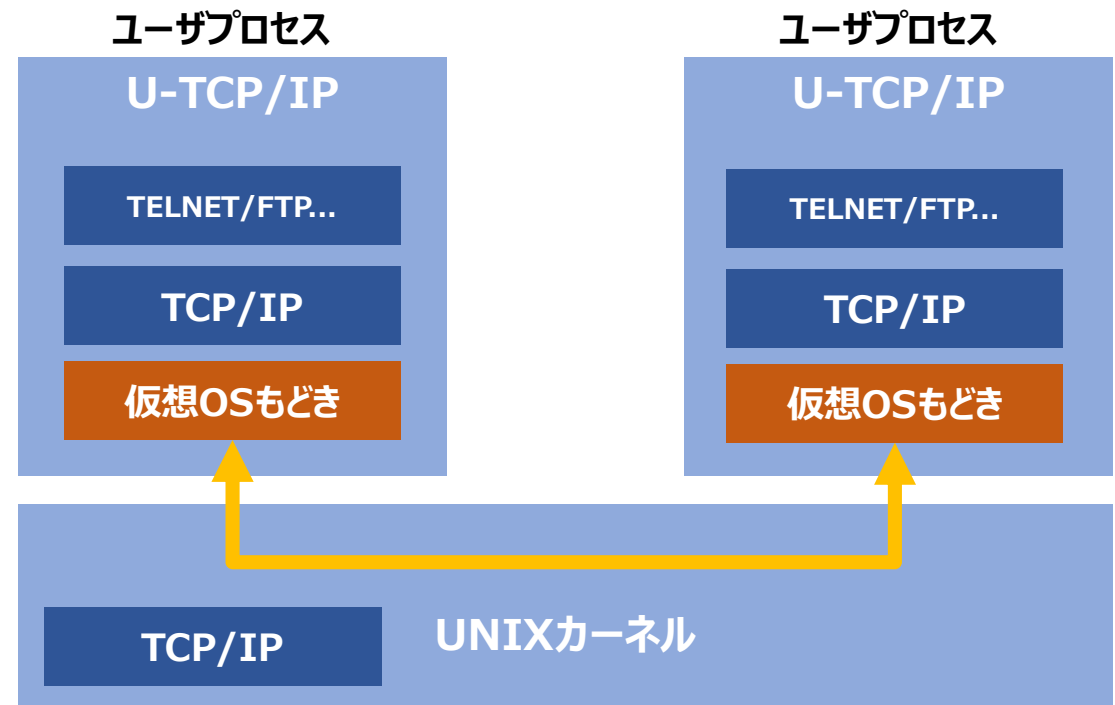 ユーザプロセス
U-TCP/IP
TELNET/FTP...
TCP/IP
仮想OSもどき
ユーザプロセス
U-TCP/IP
TELNET/FTP...
TCP/IP
仮想OSもどき
TCP/IP
UNIXカーネル